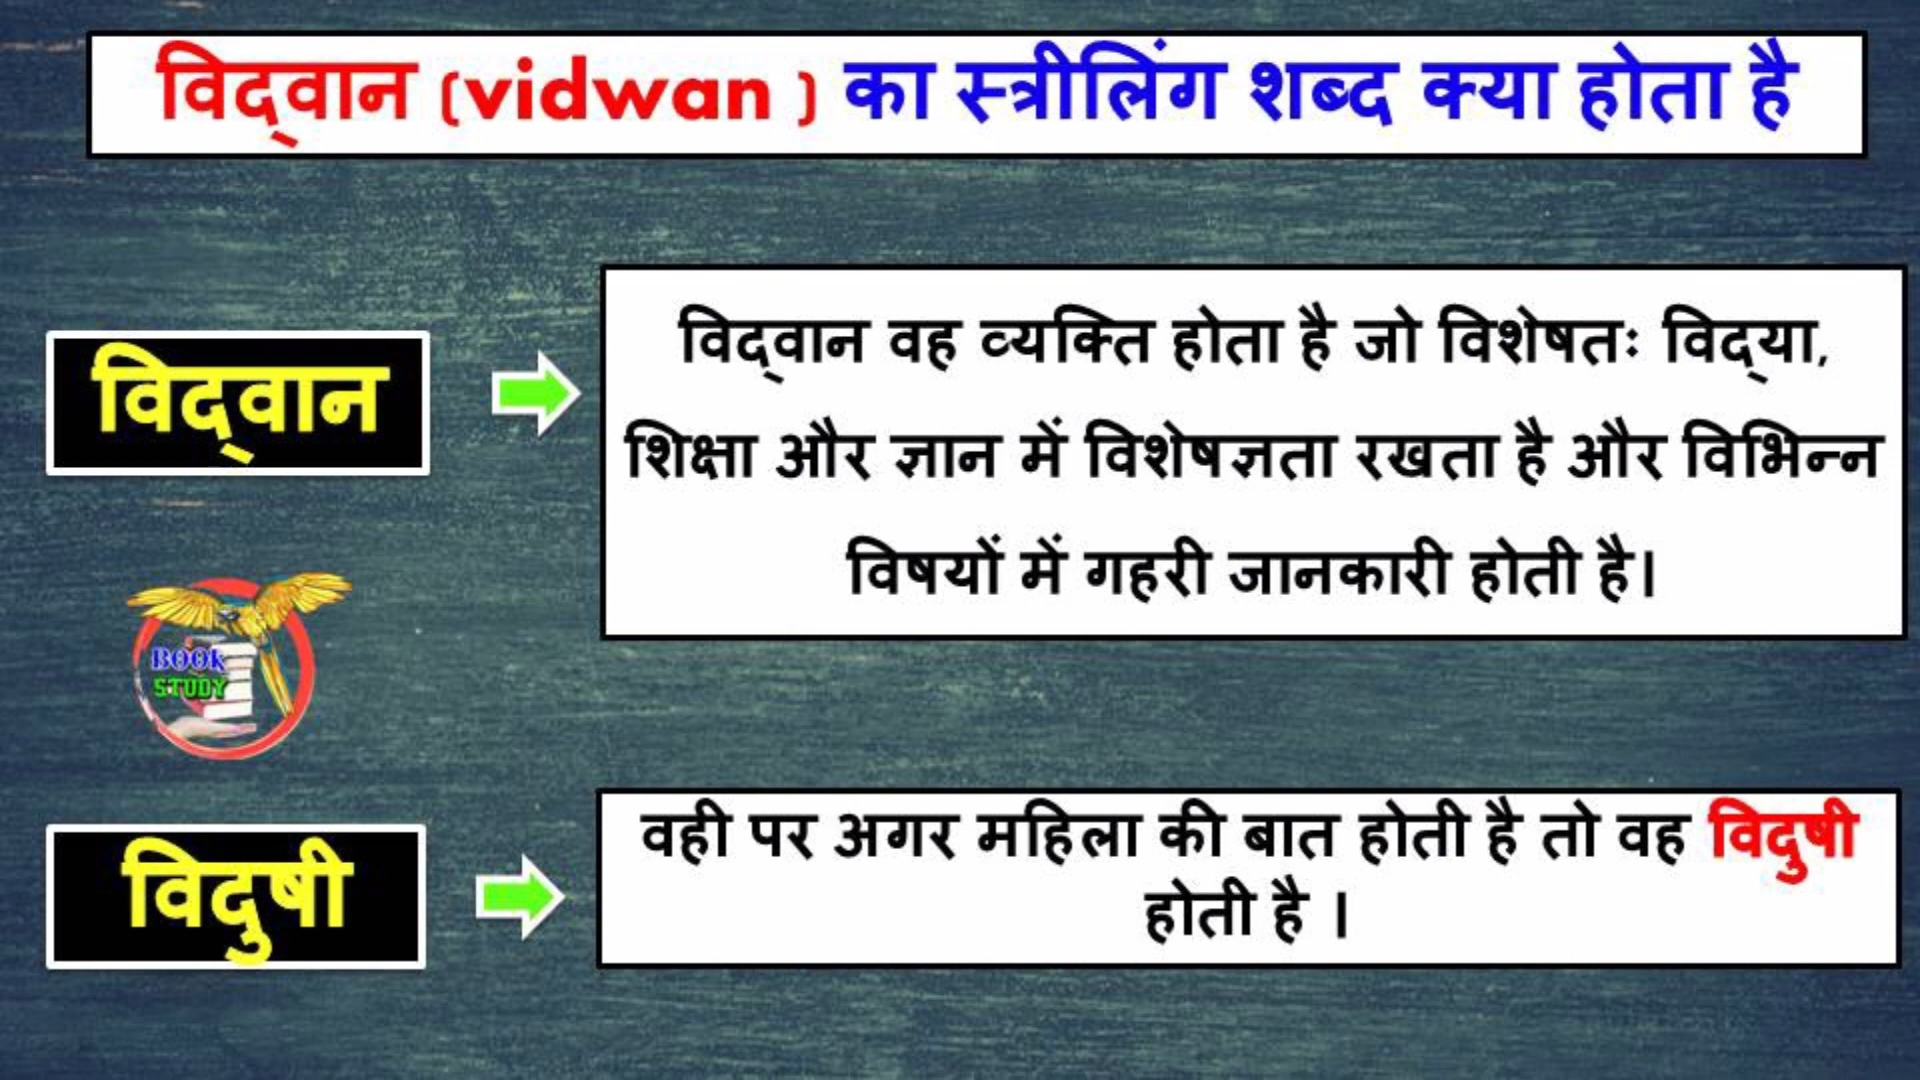 विद्वान (vidwan ) का स्त्रीलिंग शब्द क्या होता है
विद्वान
विद्वान वह व्यक्ति होता है जो विशेषतः विद्या,
शिक्षा और ज्ञान में विशेषज्ञता रखता है और विभिन्न
विषयों में गहरी जानकारी होती है।
BOOK
STUDY
विदुषी
वही पर अगर महिला की बात होती है तो वह विदुषी
होती है ।